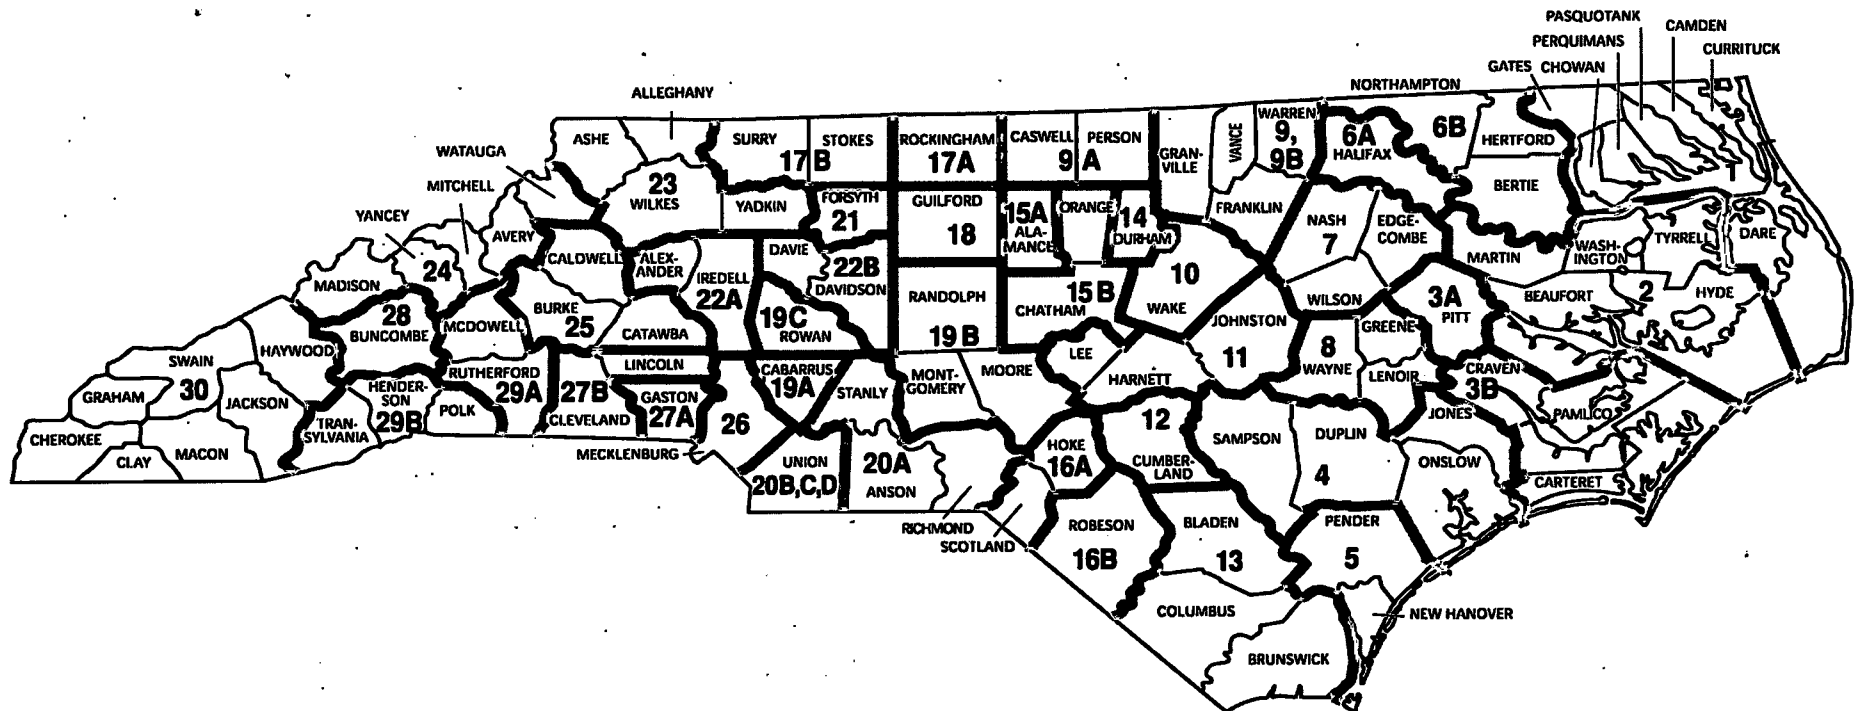 PASQUOTANK
CAMDEN
PERQUIMANS
CURRITUCK
GATES
CHOWAN
NORTHAMPTON
ALLEGHANY
ASHE
SURRY
STOKES
17B
ROCKINGHAM
17A
CASWELL
PERSON
9A
GRAN-
VILLE
VANCE
WARREN
9,
9B
6A
HALIFAX
6B
HERTFORD
BERTIE
1
WATAUGA
MITCHELL
YANCEY
23
WILKES
YADKIN
FORSYTH
21
GUILFORD
18
15A
ALA-
MANCE
ORANGE
14
DURHAM
FRANKLIN
NASH
7
EDGE-
COMBE
MARTIN
WASH-
INGTON
TYRRELL
DARE
AVERY
CALDWELL
ALEX-
ANDER
IREDELL
22A
DAVIE
22B
DAVIDSON
RANDOLPH
19B
CHATHAM
15B
10
WAKE
WILSON
3A
PITT
BEAUFORT
2
HYDE
24
MADISON
28
BUNCOMBE
MCDOWELL
BURKE
25
CATAWBA
19C
ROWAN
LEE
JOHNSTON
11
8
WAYNE
GREENE
LENOIR
CRAVEN
3B
JONES
PAMLICO
HAYWOOD
SWAIN
30
GRAHAM
JACKSON
CHEROKEE
CLAY
MACON
TRAN-
SYLVANIA
HENDER-
SON
29B
POLK
RUTHERFORD
29A
27B
CLEVELAND
LINCOLN
GASTON
27A
MECKLENBURG
26
CABARRUS
19A
STANLY
MONT-
GOMERY
MOORE
HARNETT
UNION
20B,C,D
20A
ANSON
RICHMOND
SCOTLAND
HOKE
16A
12
CUMBER-
LAND
SAMPSON
DUPLIN
4
ONSLOW
CARTERET
ROBESON
16B
BLADEN
13
PENDER
5
COLUMBUS
NEW HANOVER
BRUNSWICK